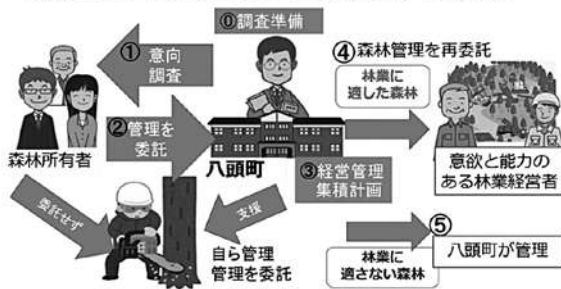 ⓪調査準備
① 意向
調査
④森林管理を再委託
林業に
適した森林
②管理を
委託
森林所有者
八頭町
③経営管理
集積計画
意欲と能力の
ある林業経営者
委託せず
支援
自ら管理
管理を委託
⑤
八頭町が管理
林業に
適さない森林